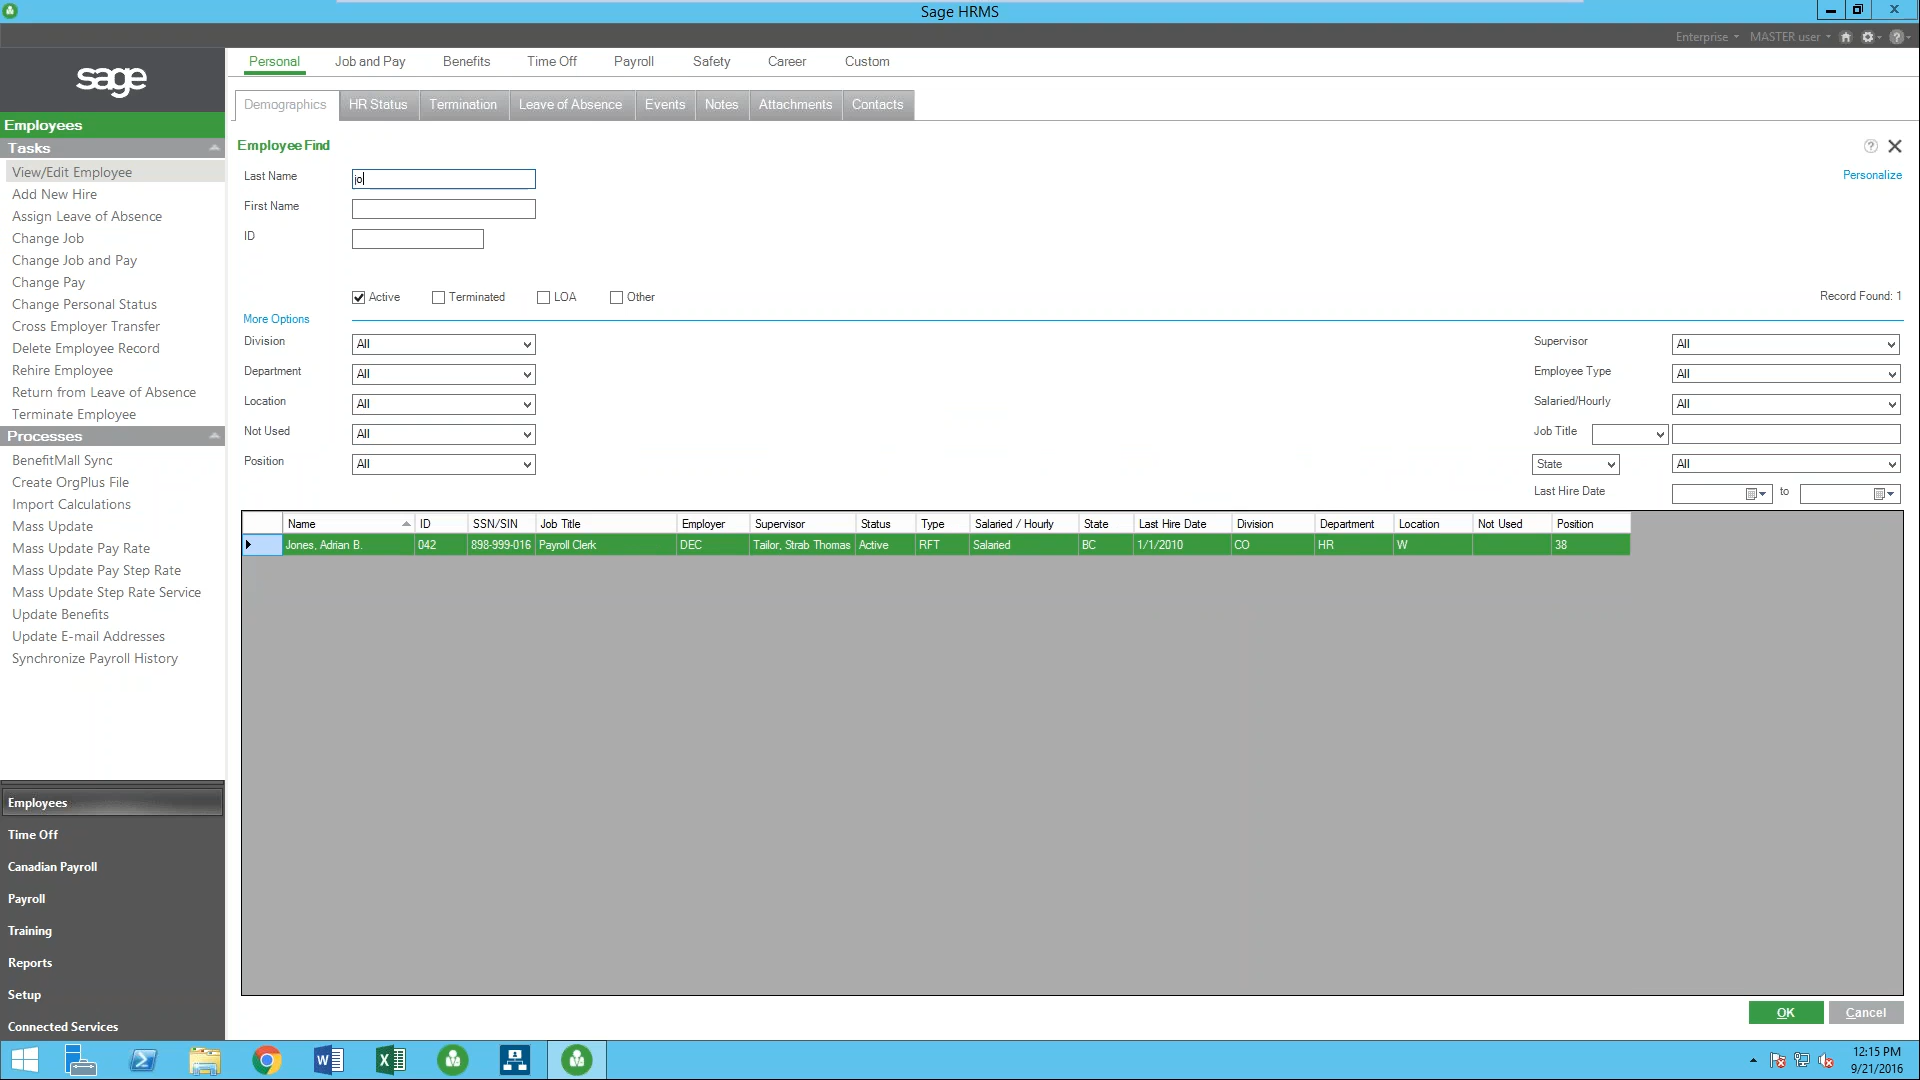 Sage HRMS
Enterprise MASTER user
sage
Personal Job and Pay Benefits Time Off Payroll Safety Career Custom
Demographics HR Status Termination Leave of Absence Events Notes Attachments Contacts
Employees
Tasks
View/Edit Employee
Add New Hire
Assign Leave of Absence
Change Job
Change Job and Pay
Change Pay
Change Personal Status
Cross Employer Transfer
Delete Employee Record
Rehire Employee
Return from Leave of Absence
Terminate Employee
Processes
BenefitMall Sync
Create OrgPlus File
Import Calculations
Mass Update
Mass Update Pay Rate
Mass Update Pay Step Rate
Mass Update Step Rate Service
Update Benefits
Update E-mail Addresses
Synchronize Payroll History
Employees
Time Off
Canadian Payroll
Payroll
Training
Reports
Setup
Connected Services
Employee Find
Personalize
Last Name jo
First Name
ID
Active Terminated LOA Other
Record Found: 1
More Options
Division All
Department All
Location All
Not Used All
Position All
Supervisor All
Employee Type All
Salaried/Hourly All
Job Title
State All
Last Hire Date to
Name ID SSN/SIN Job Title Employer Supervisor Status Type Salaried / Hourly State Last Hire Date Division Department Location Not Used Position
Jones, Adrian B. 042 898-999-016 Payroll Clerk DEC Tailor, Strab Thomas Active RFT Salaried BC 1/1/2010 CO HR W 38
OK Cancel
12:15 PM
9/21/2016